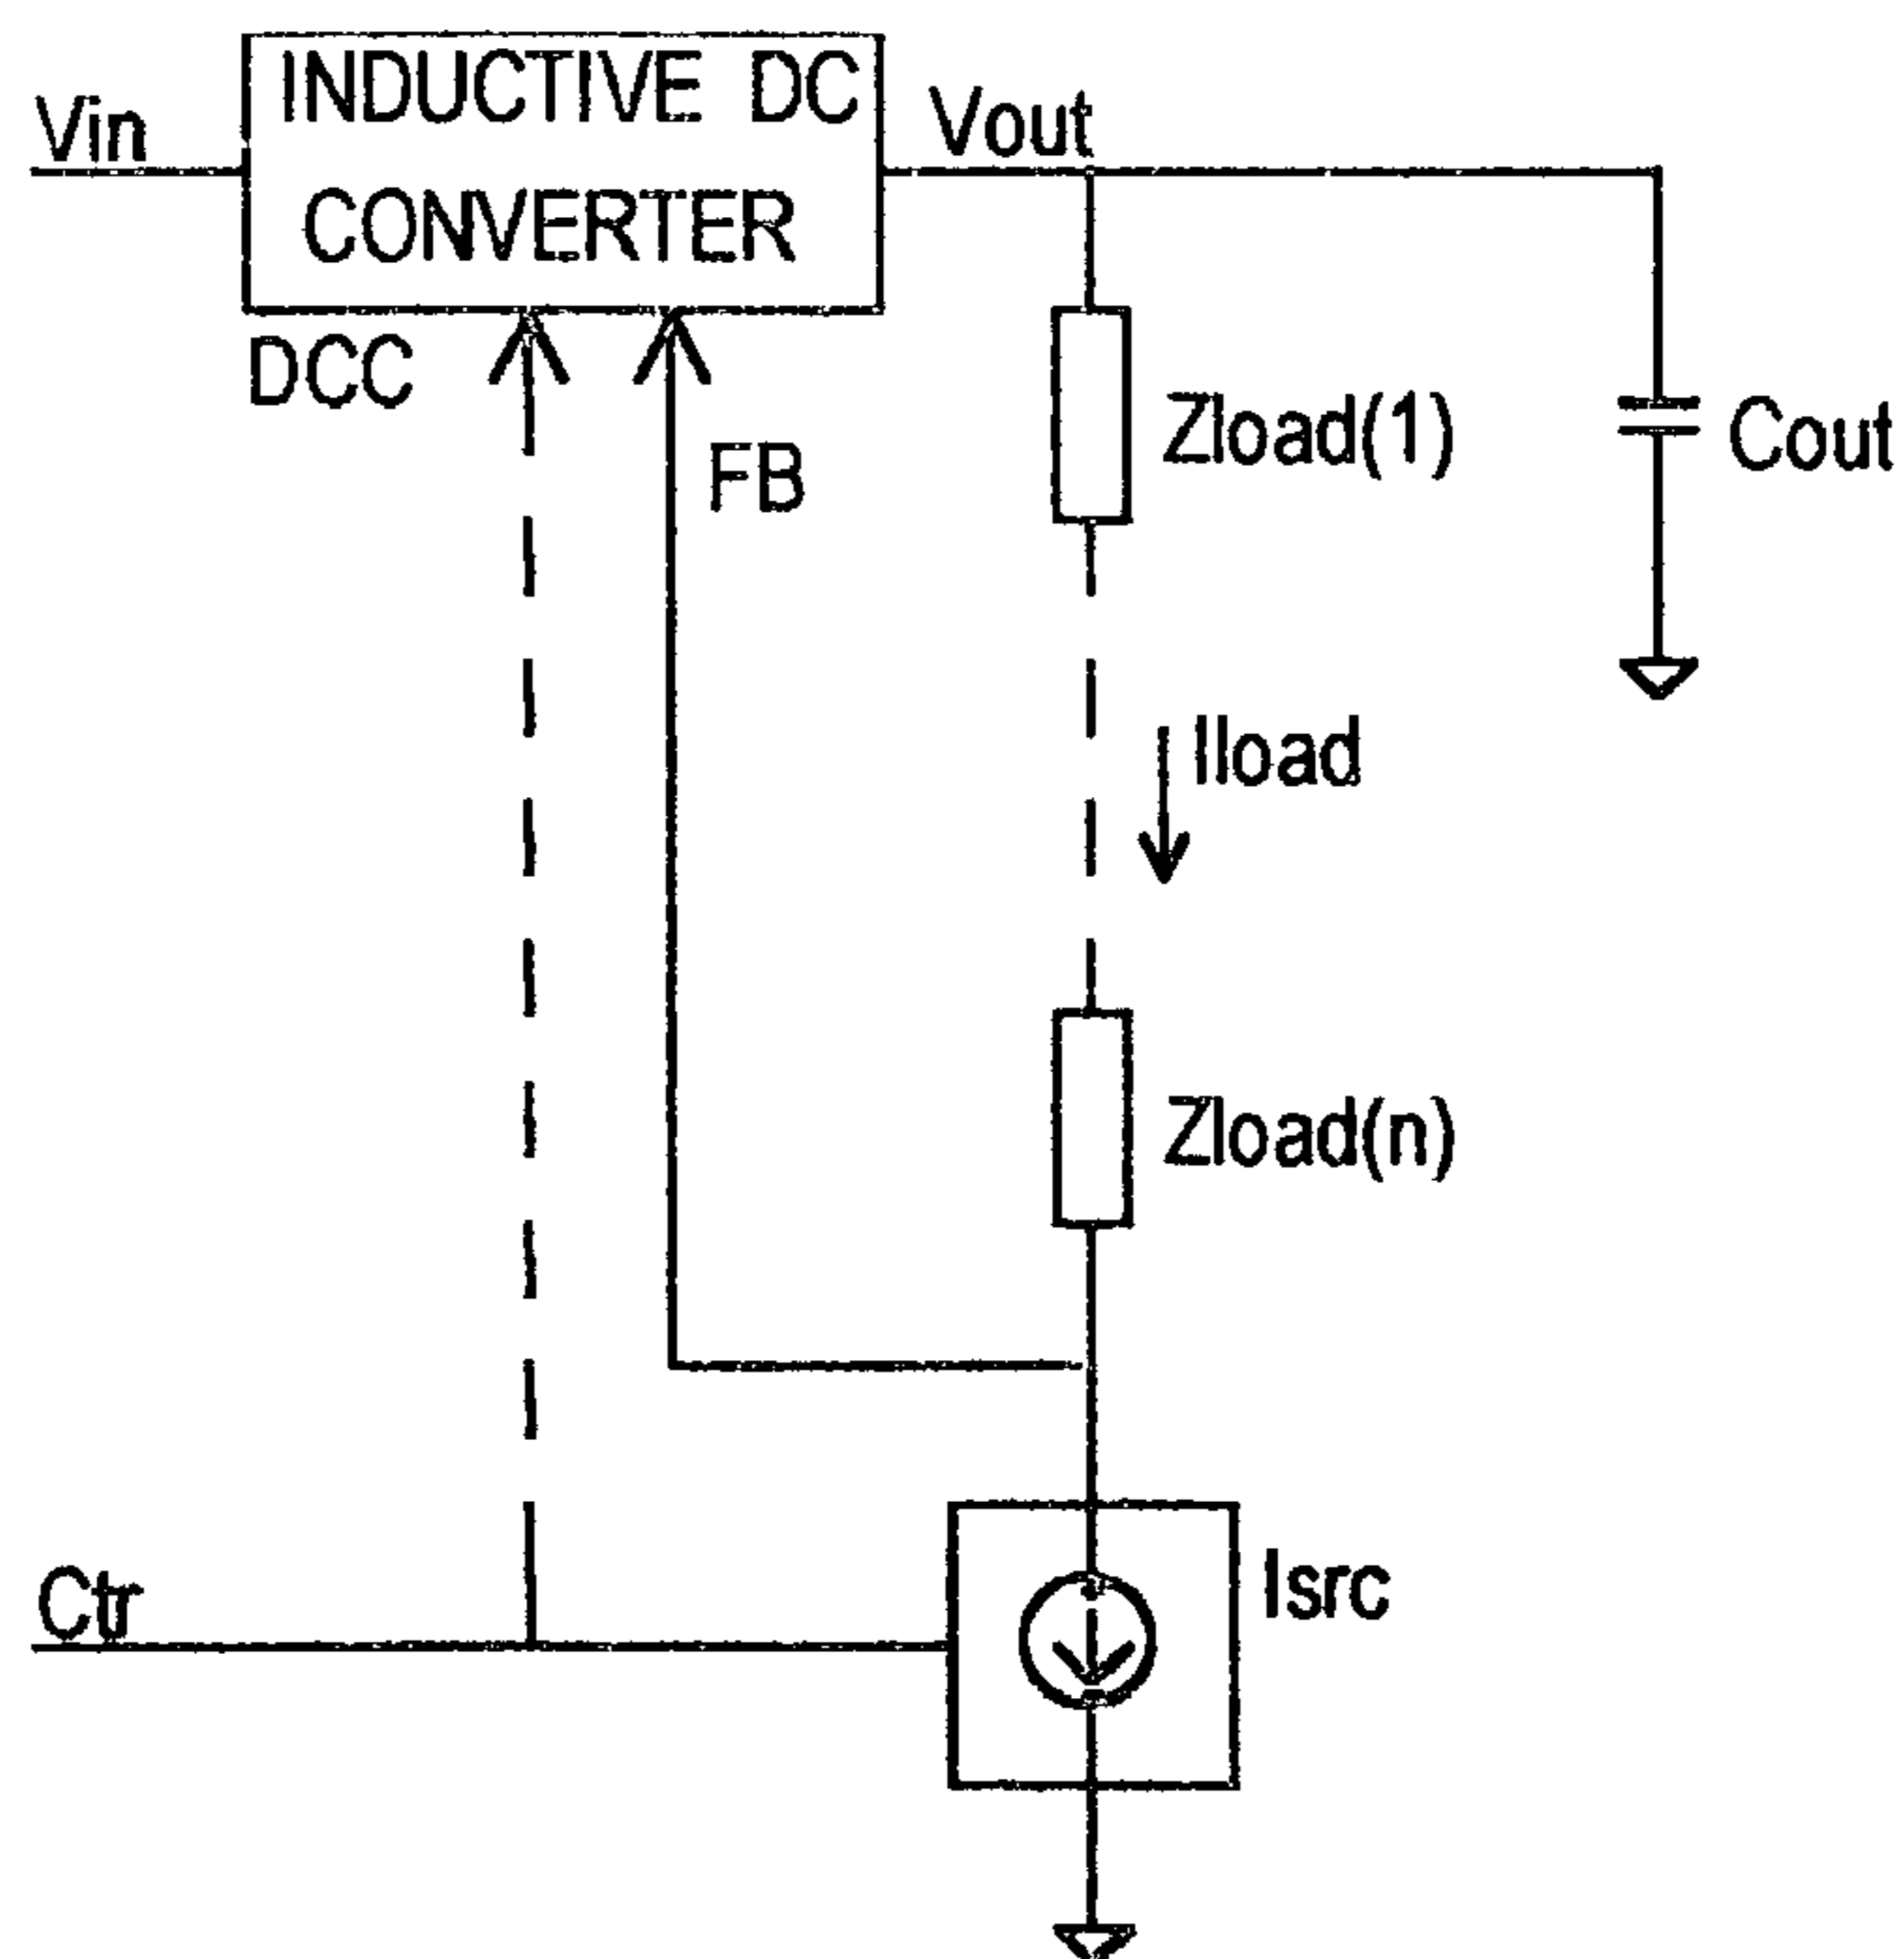 Vin
INDUCTIVE DC
CONVERTER
Vout
DCC
FB
Zload(1)
Cout
Iload
Zload(n)
Ctr
Isrc